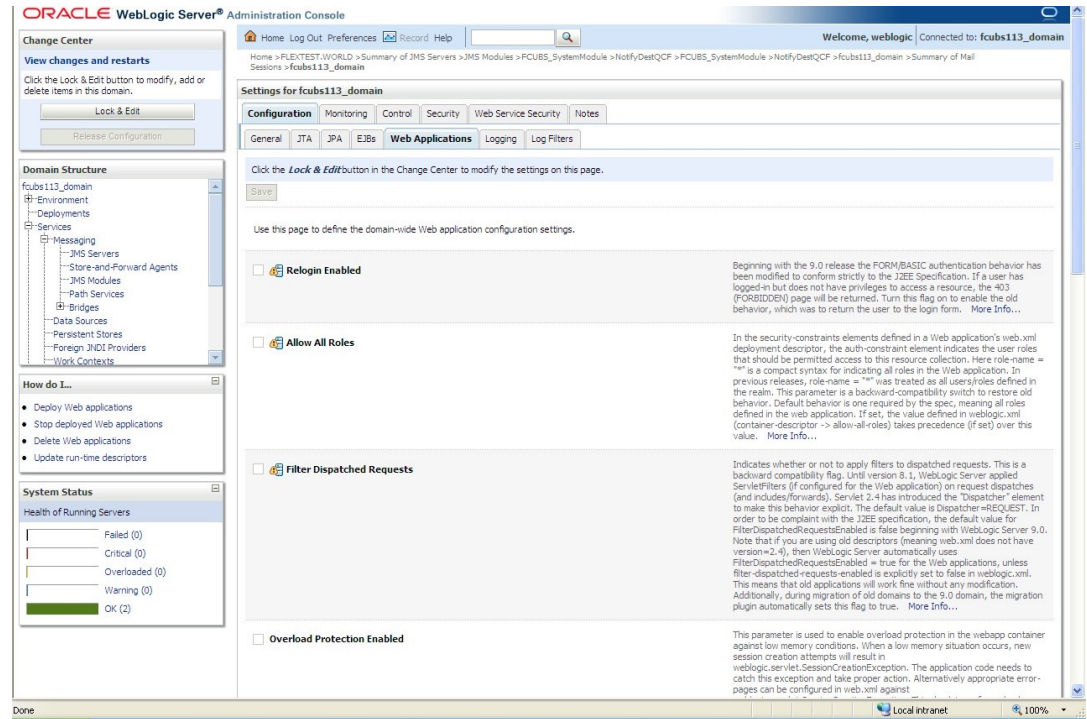 ORACLE WebLogic Server® Administration Console
Change Center
View changes and restarts
Click the Lock & Edit button to modify, add or
delete items in this domain.
Lock & Edit
Release Configuration
Domain Structure
fcubs113_domain
Environment
Deployments
Services
Messaging
JMS Servers
Store-and-Forward Agents
JMS Modules
Path Services
Bridges
Data Sources
Persistent Stores
Foreign JNDI Providers
Work Contexts
How do I...
Deploy Web applications
Stop deployed Web applications
Delete Web applications
Update run-time descriptors
System Status
Health of Running Servers
Failed (0)
Critical (0)
Overloaded (0)
Warning (0)
OK (2)
Home Log Out Preferences Record Help
Welcome, weblogic Connected to: fcubs113_domain
Home >FLEXTEST.WORLD >Summary of JMS Servers >JMS Modules >FCUBS_SystemModule >NotifyDestQCF >FCUBS_SystemModule >NotifyDestQCF >fcubs113_domain >Summary of Mail
Sessions >fcubs113_domain
Settings for fcubs113_domain
Configuration Monitoring Control Security Web Service Security Notes
General JTA JPA EJBs Web Applications Logging Log Filters
Click the Lock & Edit button in the Change Center to modify the settings on this page.
Save
Use this page to define the domain-wide Web application configuration settings.
Relogin Enabled
Beginning with the 9.0 release the FORM/BASIC authentication behavior has
been modified to conform strictly to the J2EE Specification. If a user has
logged-in but does not have privileges to access a resource, the 403
(FORBIDDEN) page will be returned. Turn this flag on to enable the old
behavior, which was to return the user to the login form. More Info...
Allow All Roles
In the security-constraints elements defined in a Web application's web.xml
deployment descriptor, the auth-constraint element indicates the user roles
that should be permitted access to this resource collection. Here role-name =
"*" is a compact syntax for indicating all roles in the Web application. In
previous releases, role-name = "*" was treated as all users/roles defined in
the realm. This parameter is a backward-compatibility switch to restore old
behavior. Default behavior is one required by the spec, meaning all roles
defined in the web application. If set, the value defined in weblogic.xml
(container-descriptor -> allow-all-roles) takes precedence (if set) over this
value. More Info...
Filter Dispatched Requests
Indicates whether or not to apply filters to dispatched requests. This is a
backward compatibility flag. Until version 8.1, WebLogic Server applied
ServletFilters (if configured for the Web application) on request dispatches
(and includes/forwards). Servlet 2.4 has introduced the "Dispatcher" element
to make this behavior explicit. The default value is Dispatcher=REQUEST. In
order to be complaint with the J2EE specification, the default value for
FilterDispatchedRequestsEnabled is false beginning with WebLogic Server 9.0.
Note that if you are using old descriptors (meaning web.xml does not have
version=2.4), then WebLogic Server automatically uses
FilterDispatchedRequestsEnabled = true for the Web applications, unless
filter-dispatched-requests-enabled is explicitly set to false in weblogic.xml.
This means that old applications will work fine without any modification.
Additionally, during migration of old domains to the 9.0 domain, the migration
plugin automatically sets this flag to true. More Info...
Overload Protection Enabled
This parameter is used to enable overload protection in the webapp container
against low memory conditions. When a low memory situation occurs, new
session creation attempts will result in
weblogic.servlet.SessionCreationException. The application code needs to
catch this exception and take proper action. Alternatively appropriate error-
pages can be configured in web.xml against
Done
Local intranet
100%